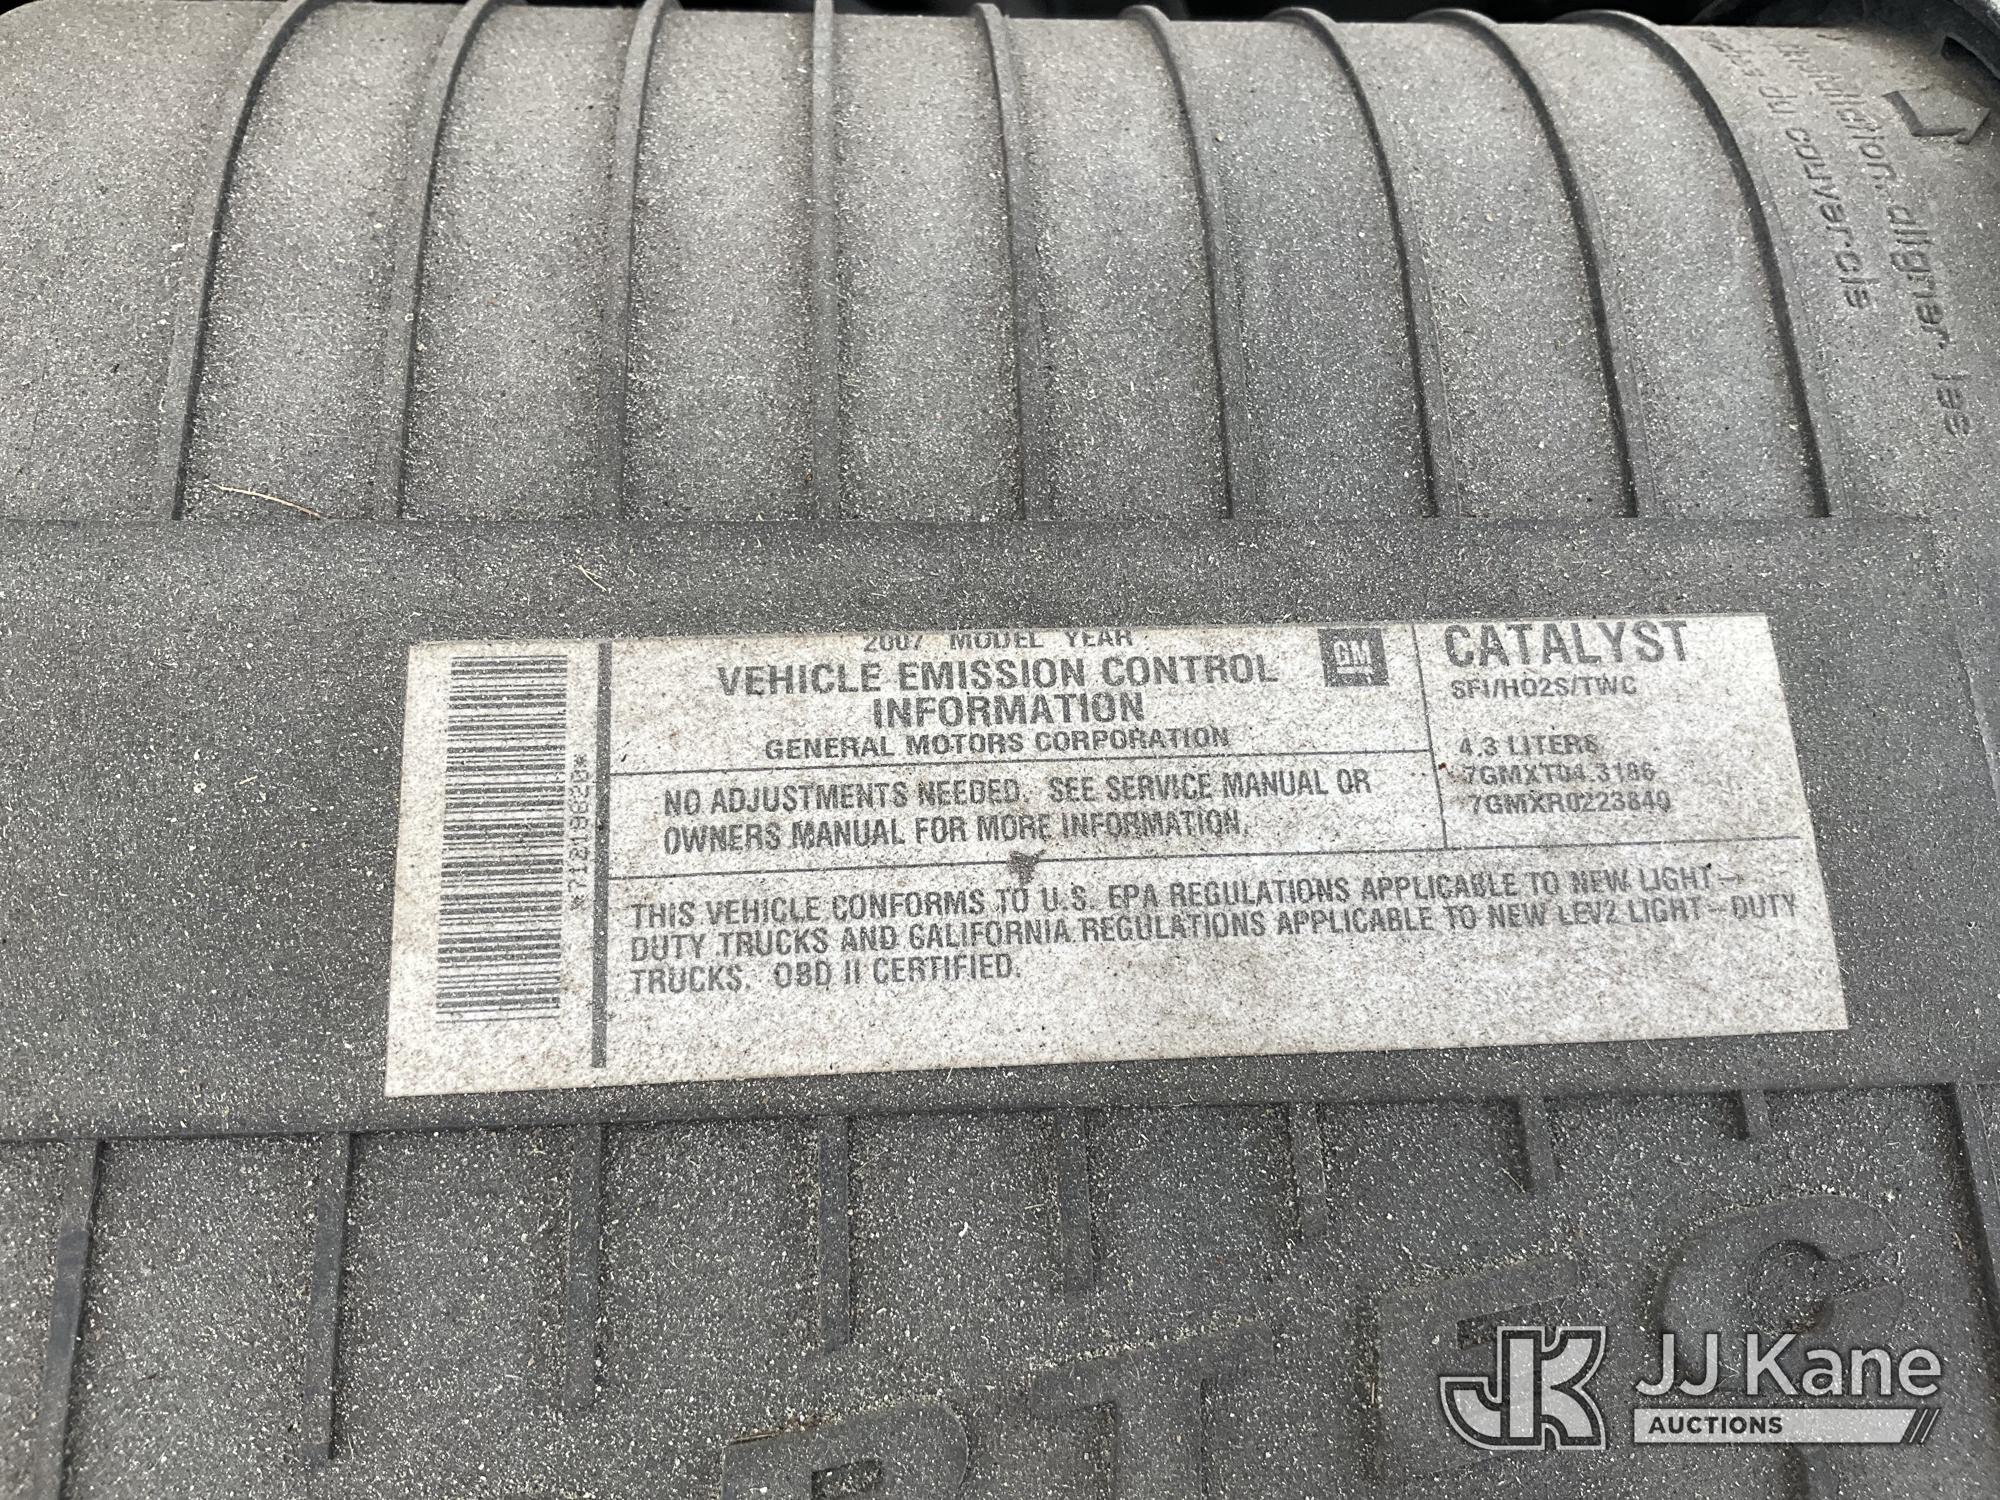 2007 MODEL YEAR
VEHICLE EMISSION CONTROL
INFORMATION
GENERAL MOTORS CORPORATION
GM
CATALYST
SFI/HO2S/TWC
4.3 LITERS
7GMXT04.3186
7GMXR0223840
NO ADJUSTMENTS NEEDED. SEE SERVICE MANUAL OR
OWNERS MANUAL FOR MORE INFORMATION.
THIS VEHICLE CONFORMS TO U.S. EPA REGULATIONS APPLICABLE TO NEW LIGHT-
DUTY TRUCKS AND CALIFORNIA REGULATIONS APPLICABLE TO NEW LEV2 LIGHT-DUTY
TRUCKS. OBD II CERTIFIED.
JK JJ Kane
AUCTIONS